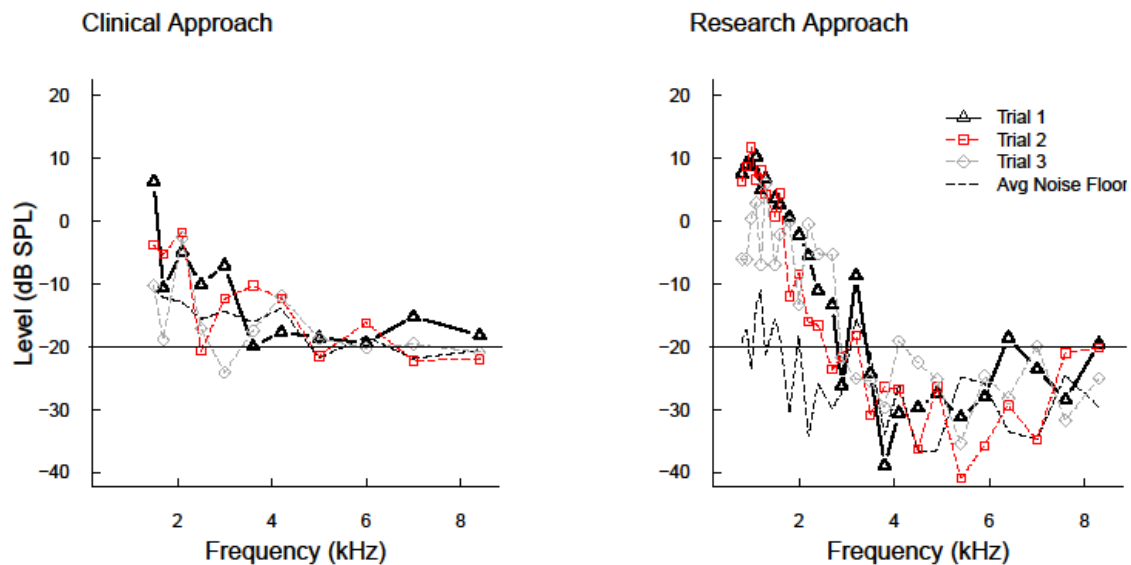 Clinical Approach
Research Approach
Level (dB SPL)
20
10
0
−10
−20
−30
−40
2
4
6
8
Frequency (kHz)
20
10
0
−10
−20
−30
−40
2
4
6
8
Frequency (kHz)
Trial 1
Trial 2
Trial 3
Avg Noise Floor